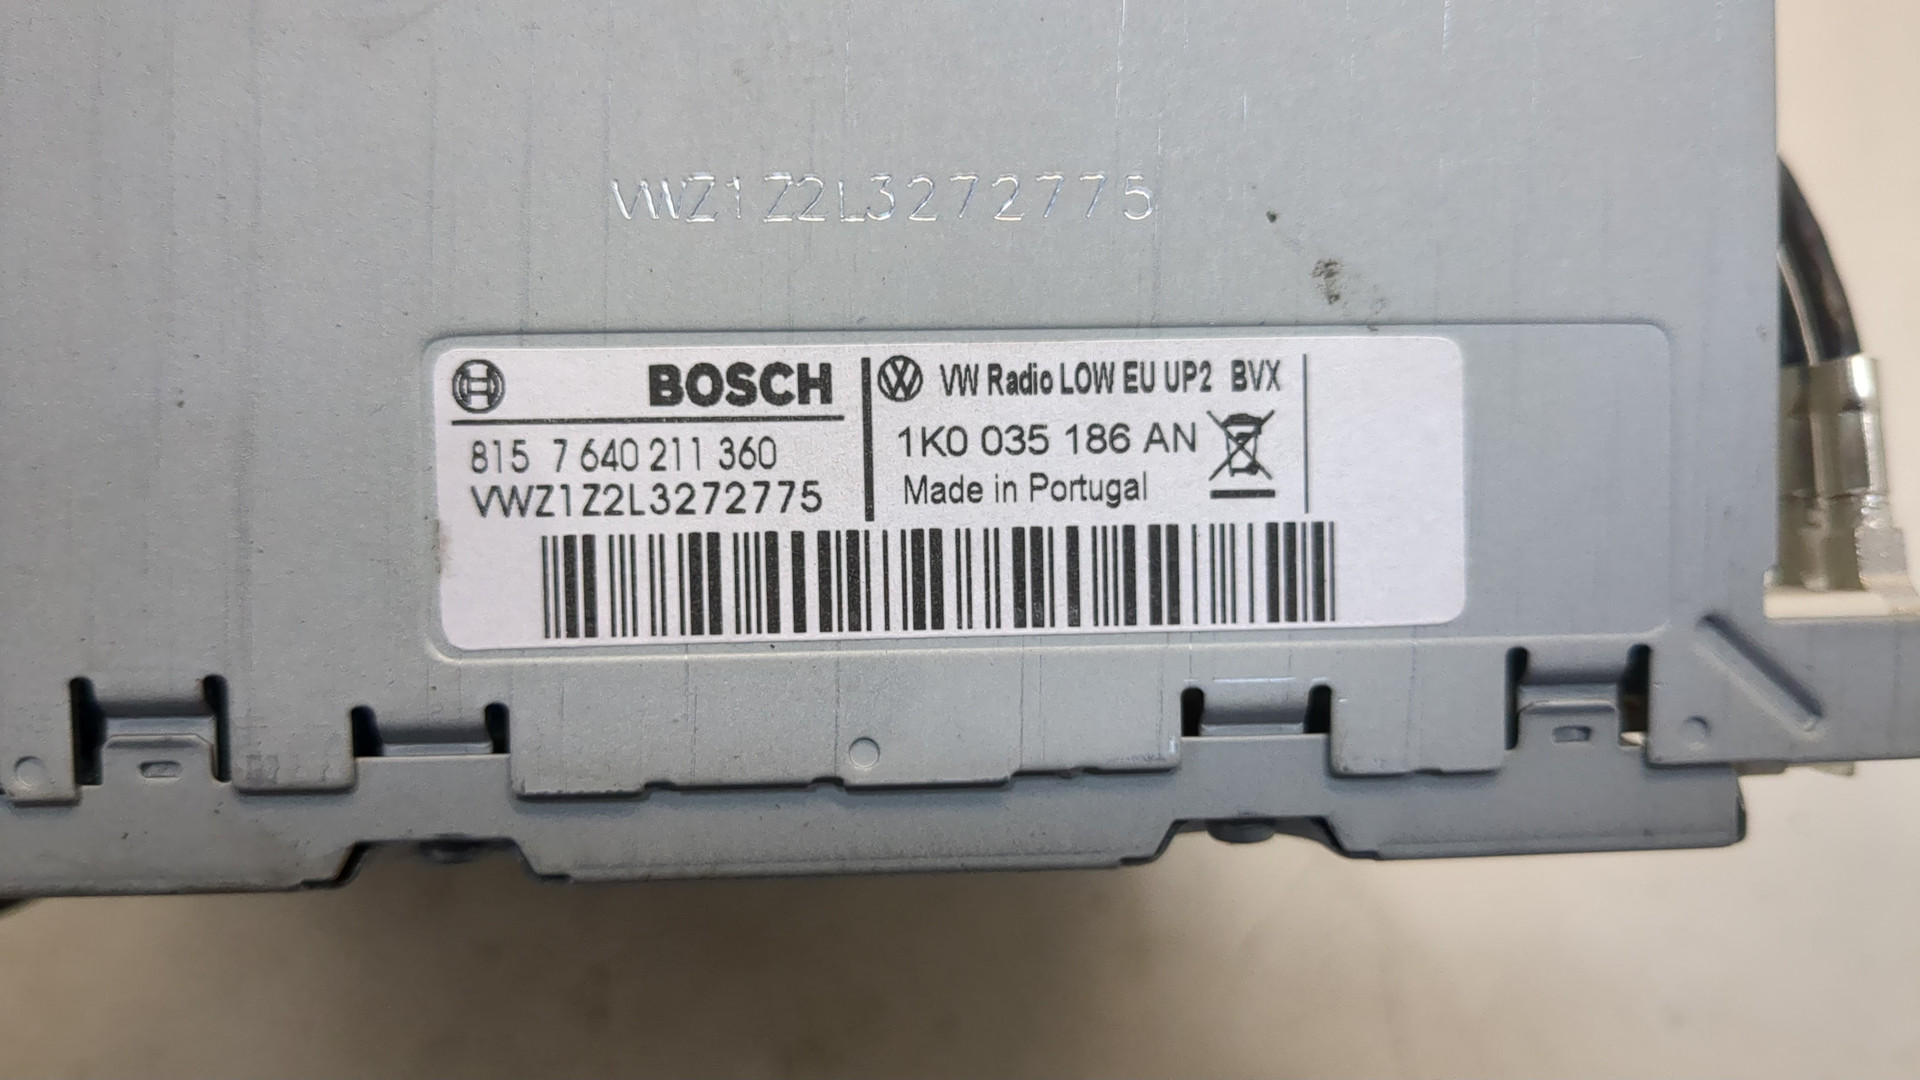 VWZ1Z2L3272775
BOSCH
815 7 640 211 360
VWZ1Z2L3272775
VW Radio LOW EU UP2 BVX
1K0 035 186 AN
Made in Portugal